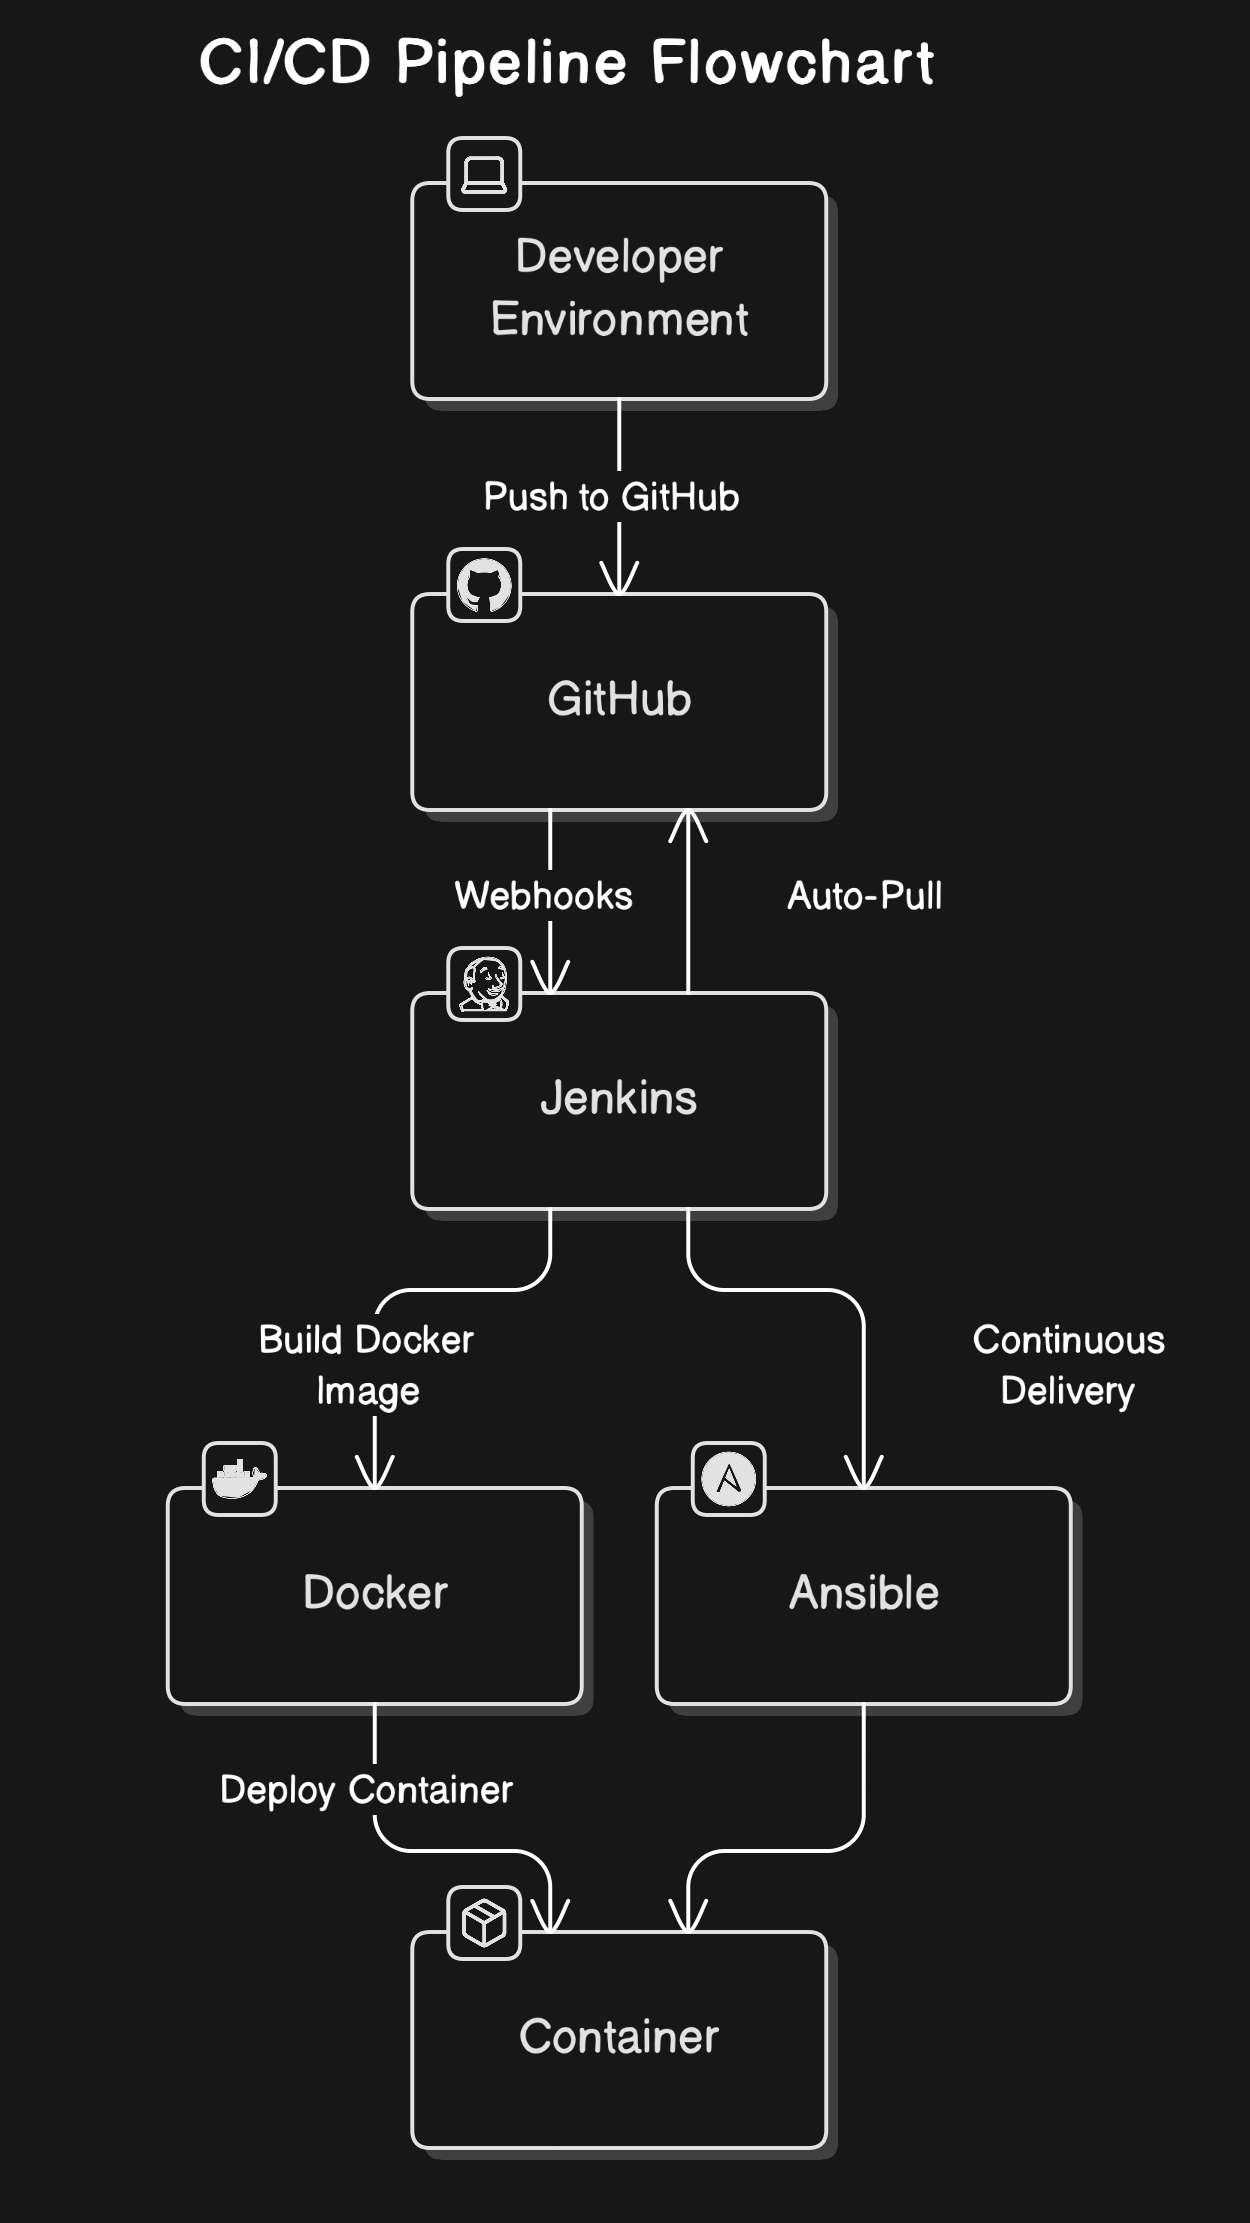 CI/CD Pipeline Flowchart
Developer
Environment
Push to GitHub
GitHub
Webhooks
Auto-Pull
Jenkins
Build Docker
Image
Continuous
Delivery
Docker
Ansible
Deploy Container
Container